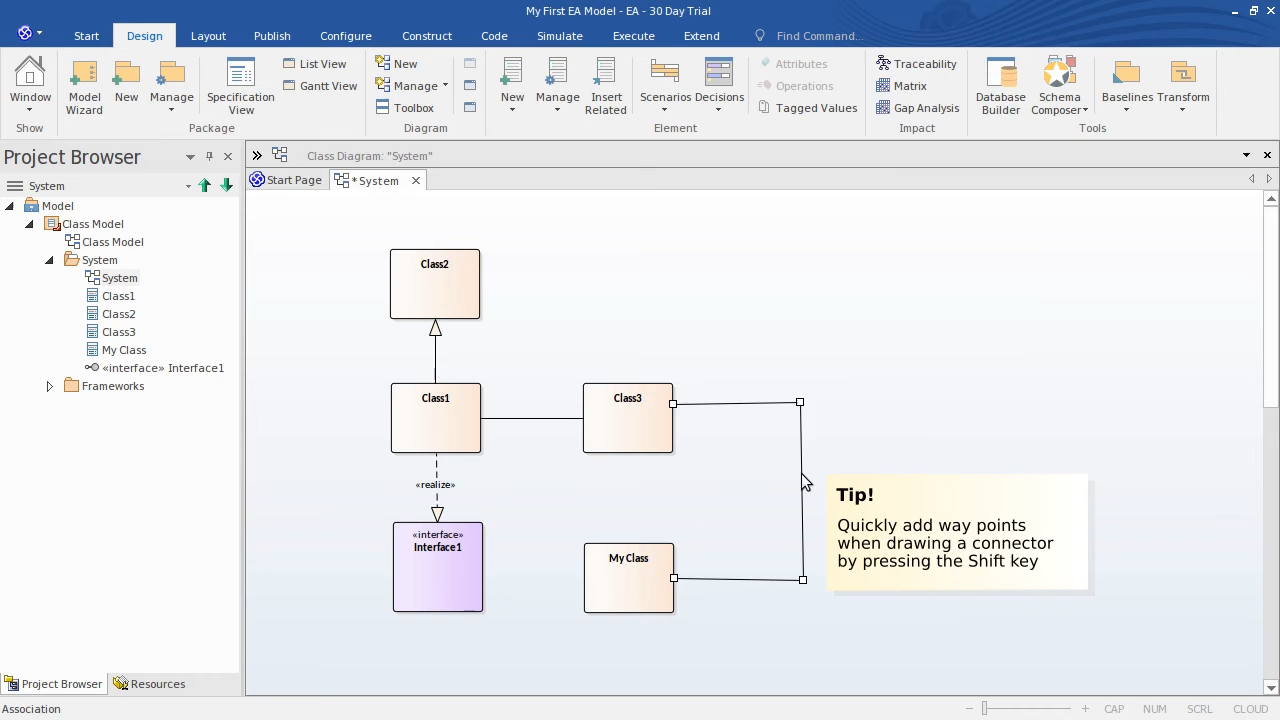 My First EA Model - EA - 30 Day Trial
Start Design Layout Publish Configure Construct Code Simulate Execute Extend Find Command...
Window
Show
Model Wizard
New
Manage
Specification View
List View
Gantt View
Package
New
Manage
Toolbox
Diagram
New
Manage
Insert Related
Scenarios
Decisions
Attributes
Operations
Tagged Values
Element
Traceability
Matrix
Gap Analysis
Impact
Database Builder
Schema Composer
Baselines
Transform
Tools
Project Browser
System
Model
Class Model
Class Model
System
System
Class1
Class2
Class3
My Class
«interface» Interface1
Frameworks
Project Browser Resources
Class Diagram: "System"
Start Page *System
Class2
Class1
Class3
«realize»
«interface»
Interface1
My Class
Tip!
Quickly add way points
when drawing a connector
by pressing the Shift key
Association
CAP NUM SCRL CLOUD